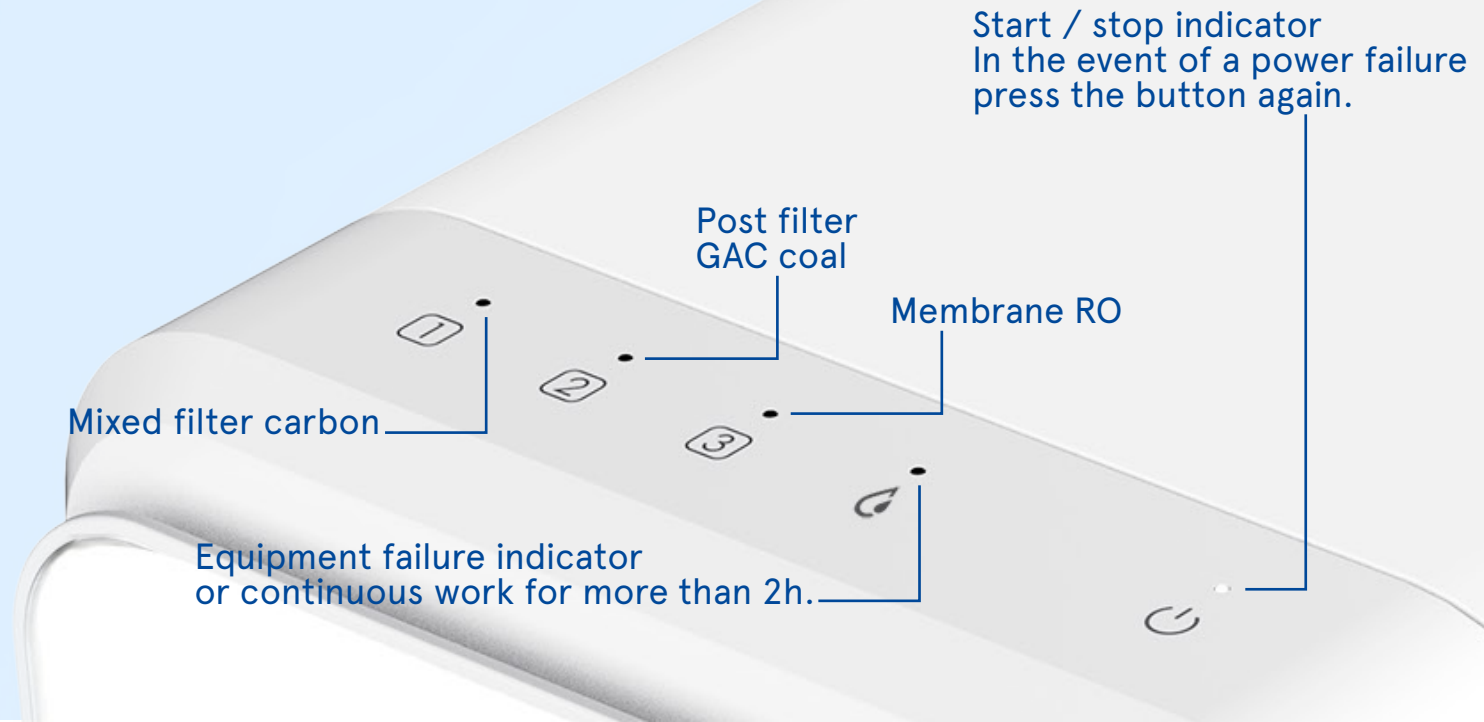 Start / stop indicator
In the event of a power failure
press the button again.
Post filter
GAC coal
Membrane RO
1
Mixed filter carbon
2
3
Equipment failure indicator
or continuous work for more than 2h.